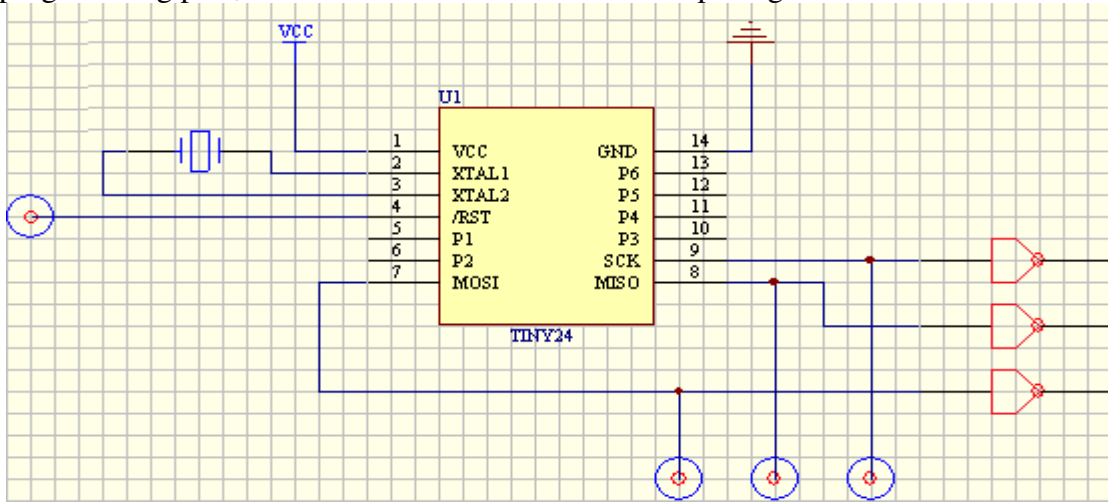 VCC
U1
1 VCC GND 14
2 XTAL1 P6 13
3 XTAL2 P5 12
4 /RST P4 11
5 P1 P3 10
6 P2 SCK 9
7 MOSI MISO 8
TINY24